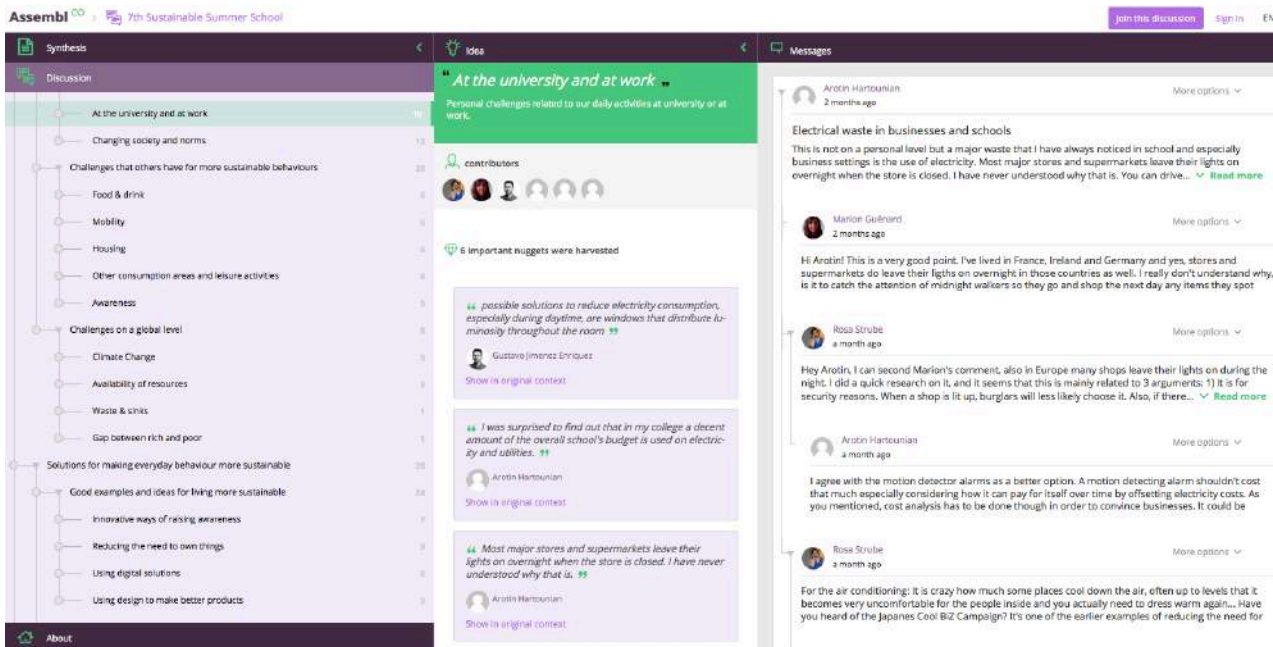 Assembl CO
7th Sustainable Summer School
Join this discussion
Sign in
EN
Synthesis
Discussion
At the university and at work
Changing society and norms
13
Challenges that others have for more sustainable behaviours
Food & drink
Mobility
Housing
Other consumption areas and leisure activities
Awareness
Challenges on a global level
Climate Change
Availability of resources
Waste & sinks
Gap between rich and poor
Solutions for making everyday behaviour more sustainable
Good examples and ideas for living more sustainable
Innovative ways of raising awareness
Reducing the need to own things
Using digital solutions
Using design to make better products
About
Idea
" At the university and at work „
Personal challenges related to our daily activities at university or at
work.
contributors
6 important nuggets were harvested
“ possible solutions to reduce electricity consumption,
especially during daytime, are windows that distribute lu-
minosity throughout the room ”
Gustavo Jimenez Enriquez
Show in original context
“ I was surprised to find out that in my college a decent
amount of the overall school's budget is used on electric-
ity and utilities. ”
Arotin Hartounian
Show in original context
“ Most major stores and supermarkets leave their
lights on overnight when the store is closed. I have never
understood why that is. ”
Arotin Hartounian
Show in original context
Messages
Arotin Hartounian
More options
2 months ago
Electrical waste in businesses and schools
This is not on a personal level but a major waste that I have always noticed in school and especially
business settings is the use of electricity. Most major stores and supermarkets leave their lights on
overnight when the store is closed. I have never understood why that is. You can drive... Read more
Marion Guénard
More options
2 months ago
Hi Arotin! This is a very good point. I've lived in France, Ireland and Germany and yes, stores and
supermarkets do leave their ligths on overnight in those countries as well. I really don't understand why,
is it to catch the attention of midnight walkers so they go and shop the next day any items they spot
Rosa Strube
More options
a month ago
Hey Arotin, I can second Marion's comment, also in Europe many shops leave their lights on during the
night. I did a quick research on it, and it seems that this is mainly related to 3 arguments: 1) It is for
security reasons. When a shop is lit up, burglars will less likely choose it. Also, if there... Read more
Arotin Hartounian
More options
a month ago
I agree with the motion detector alarms as a better option. A motion detecting alarm shouldn't cost
that much especially considering how it can pay for itself over time by offsetting electricity costs. As
you mentioned, cost analysis has to be done though in order to convince businesses. It could be
Rosa Strube
More options
a month ago
For the air conditioning: It is crazy how much some places cool down the air, often up to levels that it
becomes very uncomfortable for the people inside and you actually need to dress warm again... Have
you heard of the Japanes Cool BiZ Campaign? It's one of the earlier examples of reducing the need for